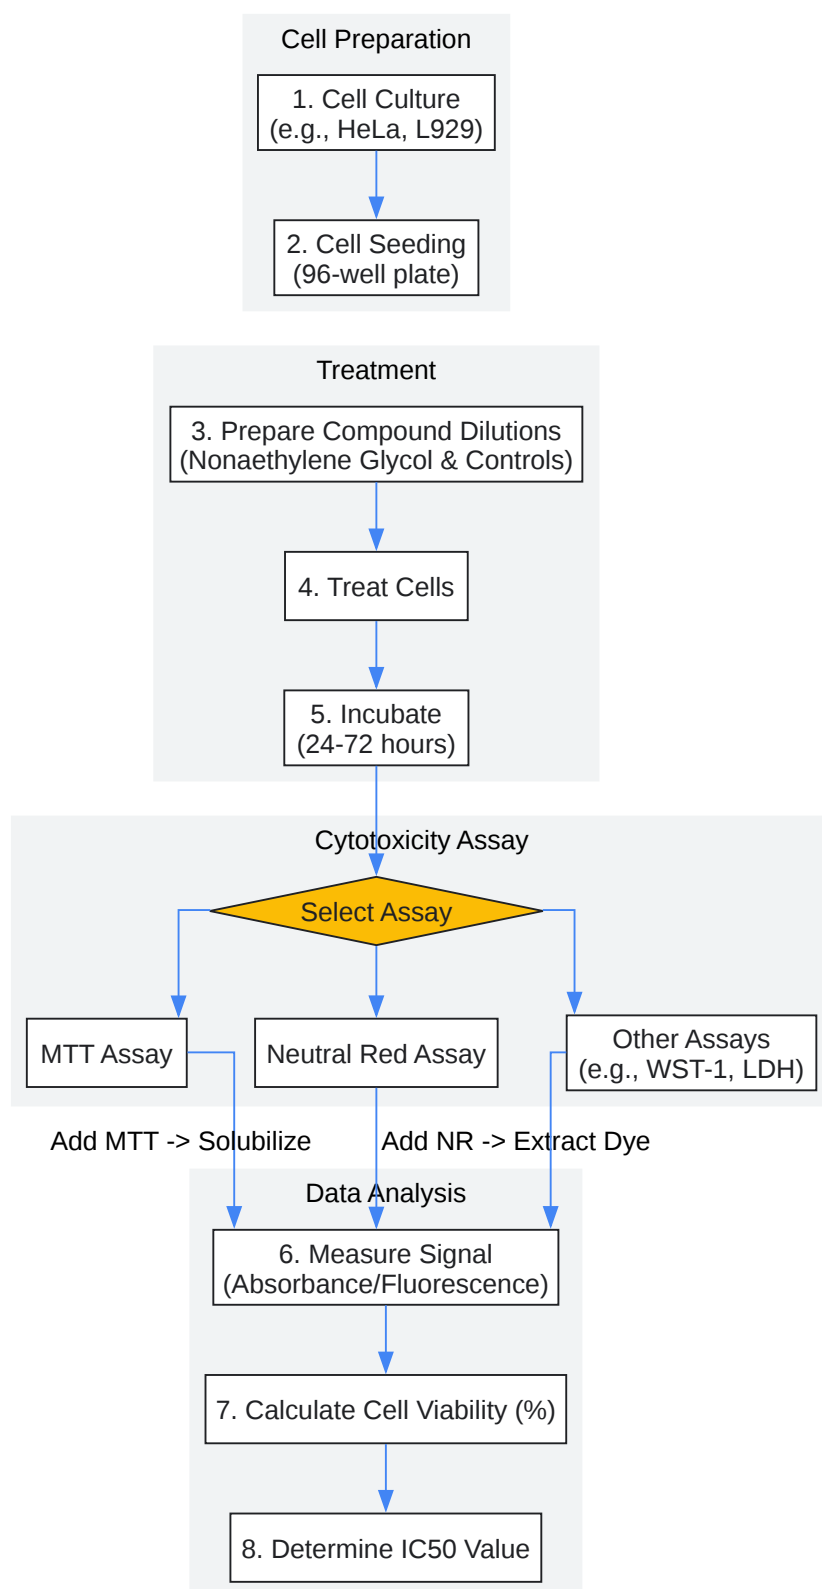 Cell Preparation
1. Cell Culture
(e.g., HeLa, L929)
2. Cell Seeding
(96-well plate)
Treatment
3. Prepare Compound Dilutions
(Nonaethylene Glycol & Controls)
4. Treat Cells
5. Incubate
(24-72 hours)
Cytotoxicity Assay
Select Assay
MTT Assay
Neutral Red Assay
Other Assays
(e.g., WST-1, LDH)
Add MTT -> Solubilize
Add NR -> Extract Dye
Data Analysis
6. Measure Signal
(Absorbance/Fluorescence)
7. Calculate Cell Viability (%)
8. Determine IC50 Value